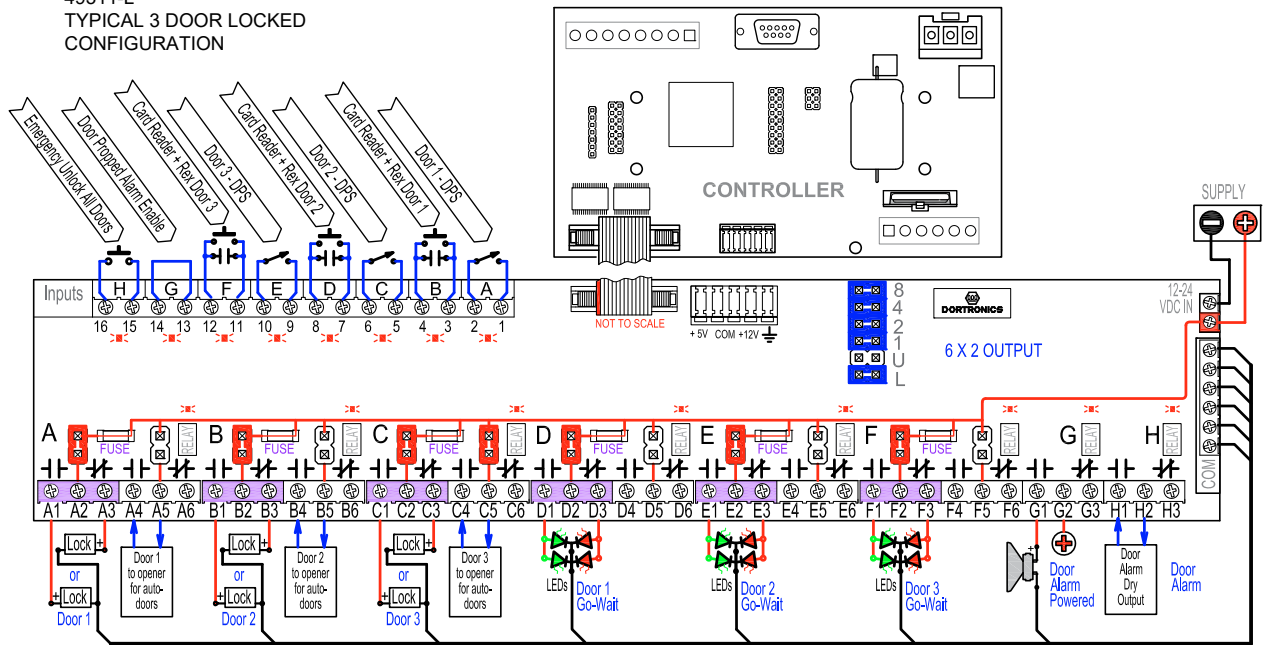 TYPICAL 3 DOOR LOCKED
CONFIGURATION
Emergency Unlock All Doors
Door Propped Alarm Enable
Card Reader + Rex Door 3
Door 3 - DPS
Card Reader + Rex Door 2
Door 2 - DPS
Card Reader + Rex Door 1
Door 1 - DPS
CONTROLLER
SUPPLY
Inputs
H G F E D C B A
16 15 14 13 12 11 10 9 8 7 6 5 4 3 2 1
NOT TO SCALE
+ 5V COM +12V
8
4
2
1
U
L
DORTRONICS
6 X 2 OUTPUT
12-24
VDC IN
COM
A FUSE RELAY
B FUSE RELAY
C FUSE RELAY
D FUSE RELAY
E FUSE RELAY
F FUSE RELAY
G RELAY
H RELAY
A1 A2 A3 A4 A5 A6 B1 B2 B3 B4 B5 B6 C1 C2 C3 C4 C5 C6 D1 D2 D3 D4 D5 D6 E1 E2 E3 E4 E5 E6 F1 F2 F3 F4 F5 F6 G1 G2 G3 H1 H2 H3
Lock +
or
+ Lock
Door 1
Door 1
to opener
for auto-
doors
Lock +
or
+ Lock
Door 2
Door 2
to opener
for auto-
doors
Lock +
or
+ Lock
Door 3
Door 3
to opener
for auto-
doors
LEDs
Door 1
Go-Wait
LEDs
Door 2
Go-Wait
LEDs
Door 3
Go-Wait
+
Door
Alarm
Powered
Door
Alarm
Dry
Output
Door
Alarm